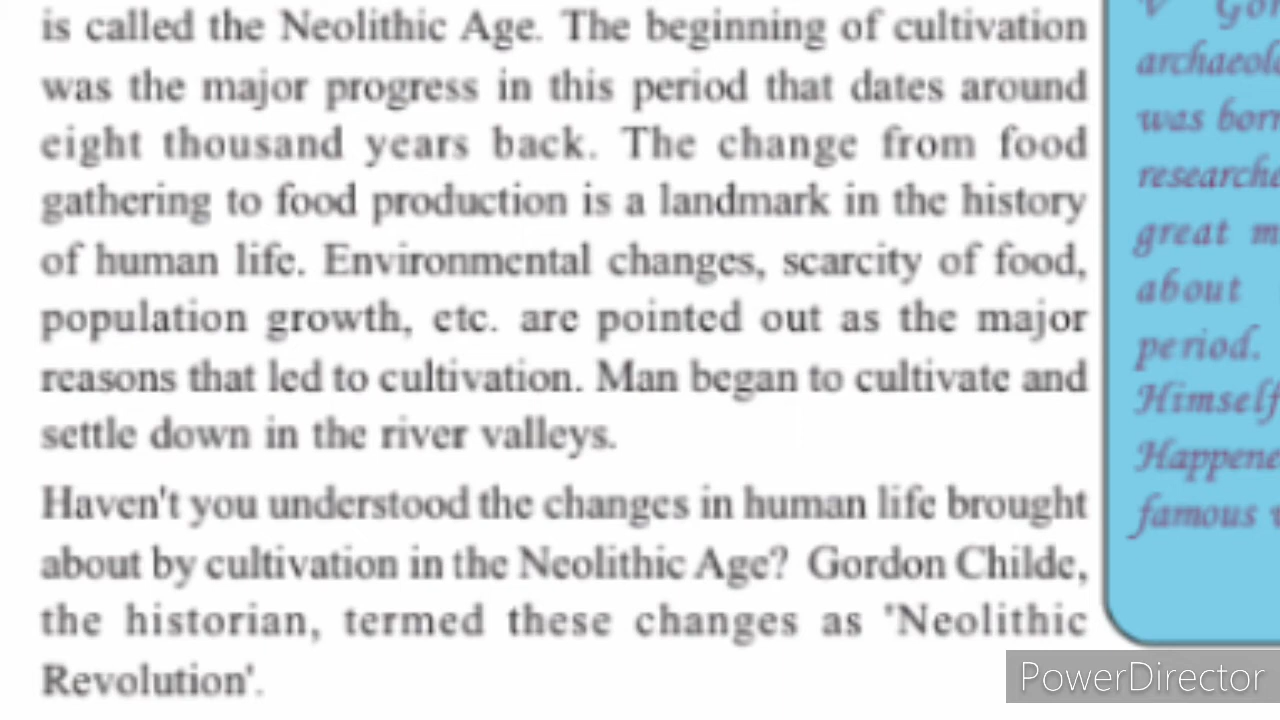 is called the Neolithic Age. The beginning of cultivation
was the major progress in this period that dates around
eight thousand years back. The change from food
gathering to food production is a landmark in the history
of human life. Environmental changes, scarcity of food,
population growth, etc. are pointed out as the major
reasons that led to cultivation. Man began to cultivate and
settle down in the river valleys.
Haven't you understood the changes in human life brought
about by cultivation in the Neolithic Age? Gordon Childe,
the historian, termed these changes as 'Neolithic
Revolution'.
V
was born
great
about
period.
Himself
famous
PowerDirector